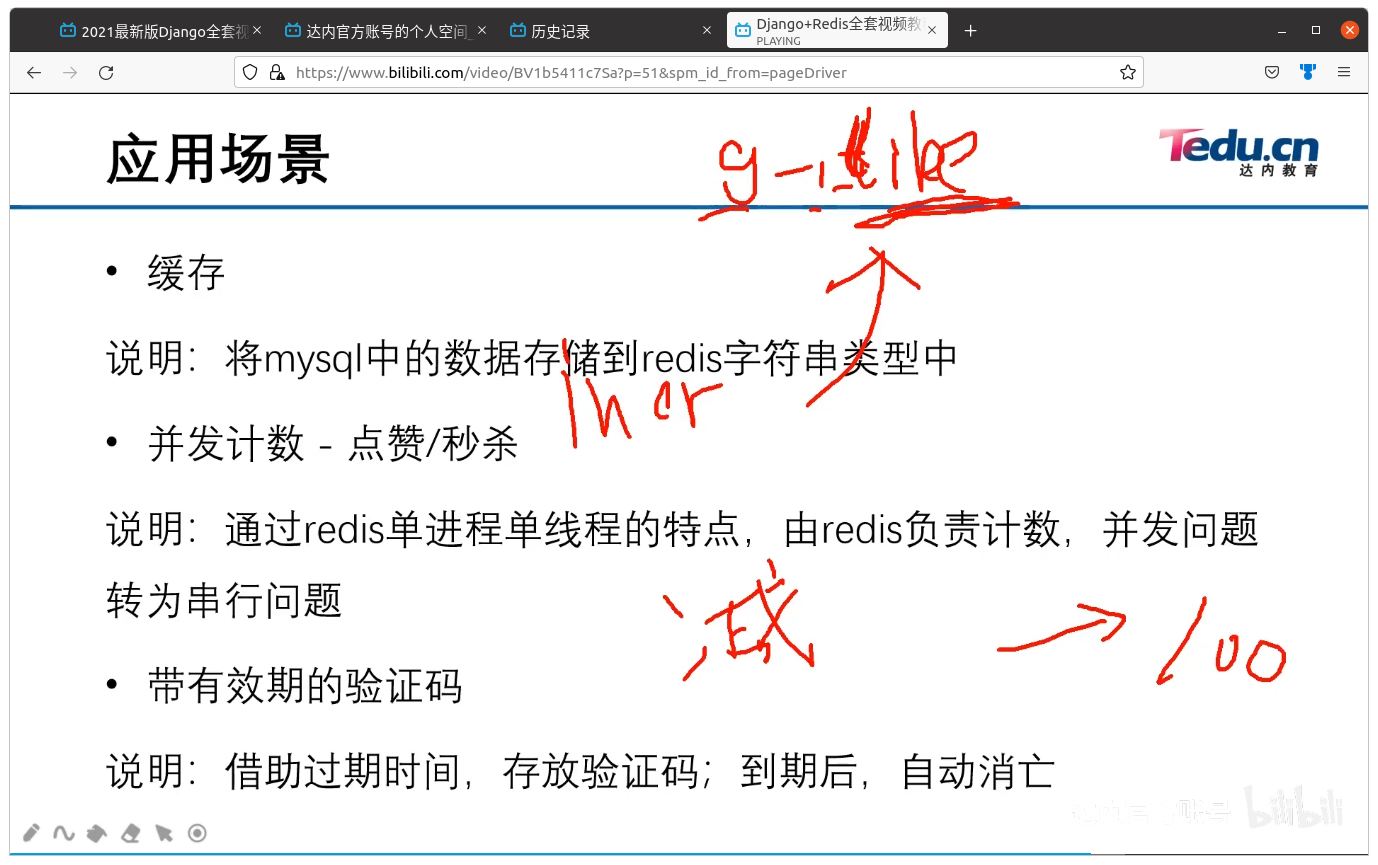 2021最新版Django全套视
达内官方账号的个人空间_
历史记录
Django+Redis全套视频教
PLAYING
https://www.bilibili.com/video/BV1b5411c7Sa?p=51&spm_id_from=pageDriver
应用场景
Tedu.cn
达内教育
• 缓存
说明：将mysql中的数据存储到redis字符串类型中
incr
• 并发计数 - 点赞/秒杀
说明：通过redis单进程单线程的特点，由redis负责计数，并发问题
转为串行问题
减
100
• 带有效期的验证码
说明：借助过期时间，存放验证码；到期后，自动消亡
bilibili